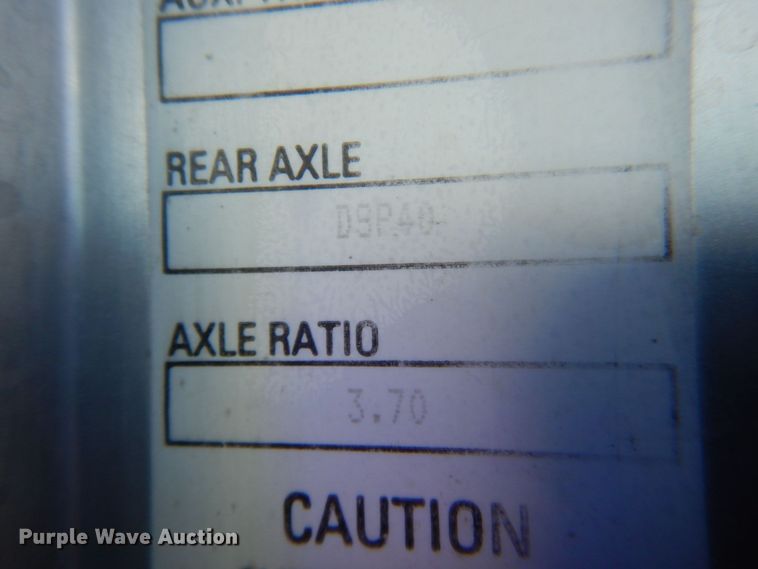 REAR AXLE
DSP40
AXLE RATIO
3.70
CAUTION
Purple Wave Auction